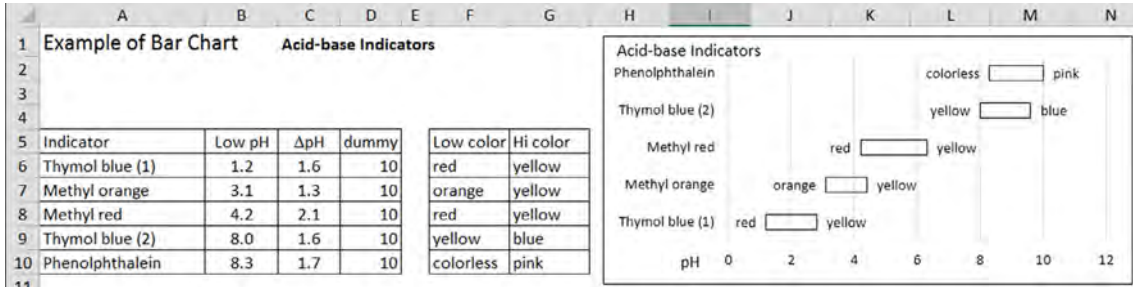 A B C D E F G H I J K L M N
1 Example of Bar Chart Acid-base Indicators
2
3
4
5 Indicator Low pH ΔpH dummy Low color Hi color
6 Thymol blue (1) 1.2 1.6 10 red yellow
7 Methyl orange 3.1 1.3 10 orange yellow
8 Methyl red 4.2 2.1 10 red yellow
9 Thymol blue (2) 8.0 1.6 10 yellow blue
10 Phenolphthalein 8.3 1.7 10 colorless pink
11
Acid-base Indicators
Phenolphthalein colorless pink
Thymol blue (2) yellow blue
Methyl red red yellow
Methyl orange orange yellow
Thymol blue (1) red yellow
pH 0 2 4 6 8 10 12